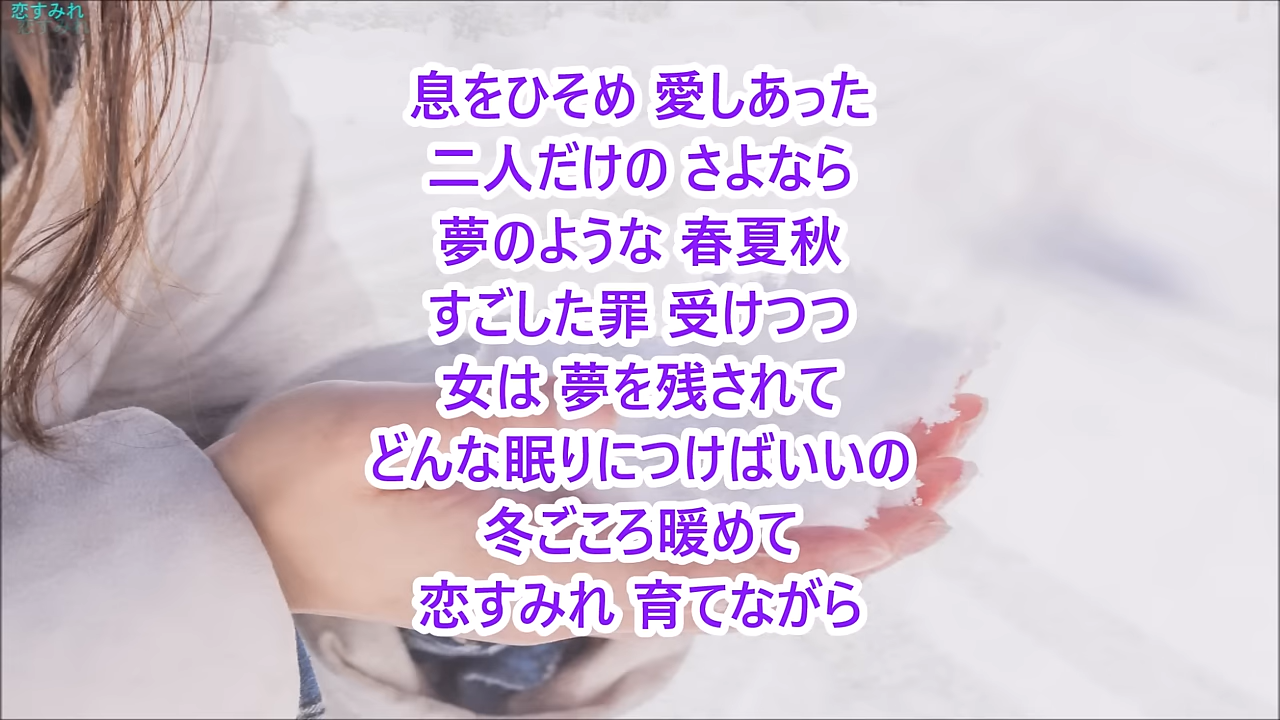 恋すみれ
息をひそめ 愛しあった
二人だけの さよなら
夢のような 春夏秋
すごした罪 受けつつ
女は 夢を残されて
どんな眠りにつけばいいの
冬ごころ暖めて
恋すみれ 育てながら